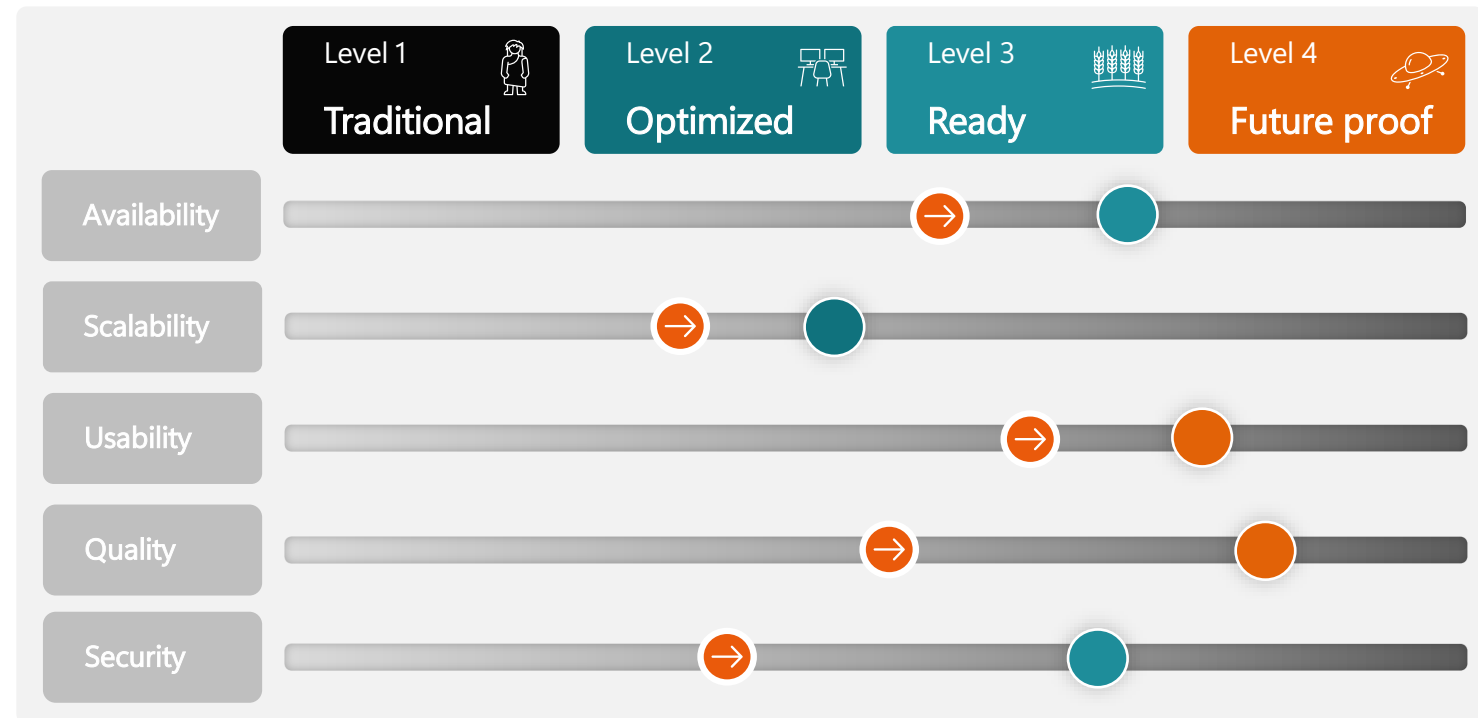 Level 1
Traditional
Level 2
Optimized
Level 3
Ready
Level 4
Future proof
Availability
Scalability
Usability
Quality
Security